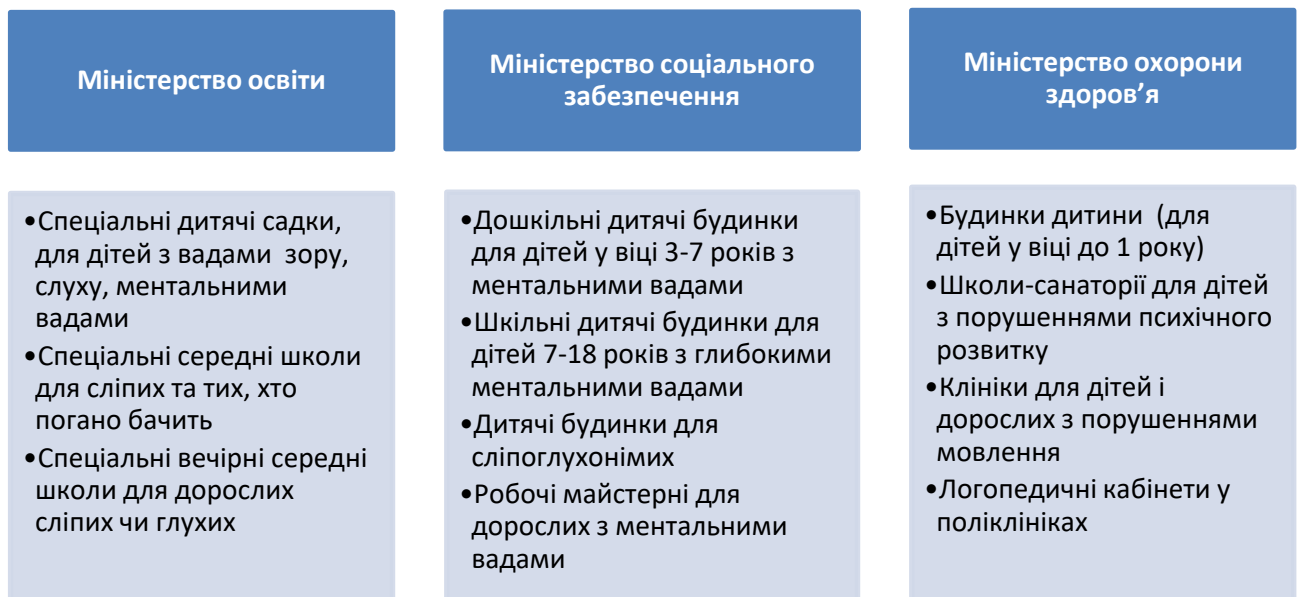 Міністерство освіти
•Спеціальні дитячі садки,
для дітей з вадами зору,
слуху, ментальними
вадами
•Спеціальні середні школи
для сліпих та тих, хто
погано бачить
•Спеціальні вечірні середні
школи для дорослих
сліпих чи глухих
Міністерство соціального
забезпечення
•Дошкільні дитячі будинки
для дітей у віці 3-7 років з
ментальними вадами
•Шкільні дитячі будинки для
дітей 7-18 років з глибокими
ментальними вадами
•Дитячі будинки для
сліпоглухонімих
•Робочі майстерні для
дорослих з ментальними
вадами
Міністерство охорони
здоров’я
•Будинки дитини (для
дітей у віці до 1 року)
•Школи-санаторії для дітей
з порушеннями психічного
розвитку
•Клініки для дітей і
дорослих з порушеннями
мовлення
•Логопедичні кабінети у
поліклініках